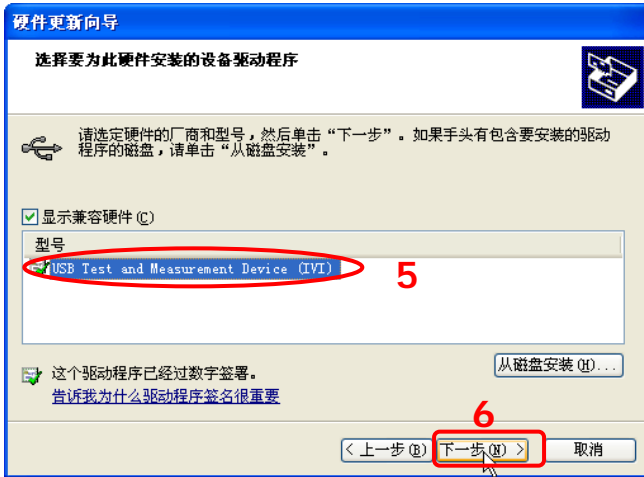 硬件更新向导
选择要为此硬件安装的设备驱动程序
请选定硬件的厂商和型号，然后单击“下一步”。如果手头有包含要安装的驱动
程序的磁盘，请单击“从磁盘安装”。
显示兼容硬件(C)
型号
USB Test and Measurement Device (IVI)
5
这个驱动程序已经过数字签署。
从磁盘安装(H)...
告诉我为什么驱动程序签名很重要
6
< 上一步(B)
下一步(N) >
取消